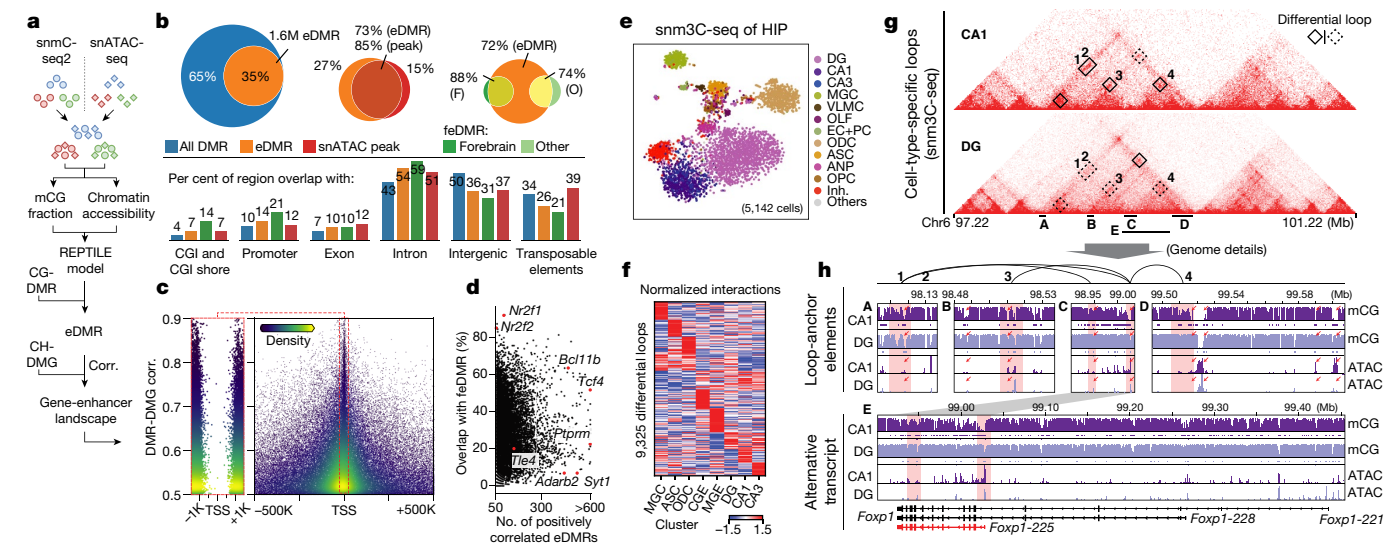 a
snmC-
seq2
snATAC-
seq
mCG
fraction
Chromatin
accessibility
REPTILE
model
CG-
DMR
eDMR
CH-
DMG
Corr.
Gene-enhancer
landscape
b
1.6M eDMR
65%
35%
73% (eDMR)
85% (peak)
27%
15%
72% (eDMR)
88%
(F)
74%
(O)
feDMR:
All DMR
eDMR
snATAC peak
Forebrain
Other
Per cent of region overlap with:
4 7 14 7
10 14 21 12
7 10 10 12
43 54 59 51
50 36 31 37
34 26 21 39
CGI and
CGI shore
Promoter
Exon
Intron
Intergenic
Transposable
elements
c
DMR-DMG corr.
0.9
0.8
0.7
0.6
0.5
Density
−1K TSS +1K
−500K
TSS
+500K
d
Overlap with feDMR (%)
80
60
40
20
0
Nr2f1
Nr2f2
Bcl11b
Tcf4
Ptprm
Tle4
Adarb2
Syt1
50
300
>600
No. of positively
correlated eDMRs
e
snm3C-seq of HIP
DG
CA1
CA3
MGC
VLMC
OLF
EC+PC
ODC
ASC
ANP
OPC
Inh.
Others
(5,142 cells)
f
Normalized interactions
9,325 differential loops
MGC
ASC
ODC
CGE
MGE
DG
CA1
CA3
Cluster
−1.5 1.5
g
Cell-type-specific loops
(snm3C-seq)
CA1
Differential loop
1 2
3
4
DG
1 2
3
4
Chr6 97.22
A
B
C
D
E
101.22 (Mb)
(Genome details)
h
1
2
3
4
Loop-anchor
elements
A
98.13
B
98.48
98.53
C
98.95
99.00
D
99.50
99.54
99.58
(Mb)
CA1
mCG
DG
mCG
CA1
ATAC
DG
ATAC
Alternative
transcript
E
99.00
99.10
99.20
99.30
99.40
(Mb)
CA1
mCG
DG
mCG
CA1
ATAC
DG
ATAC
Foxp1
Foxp1-225
Foxp1-228
Foxp1-221